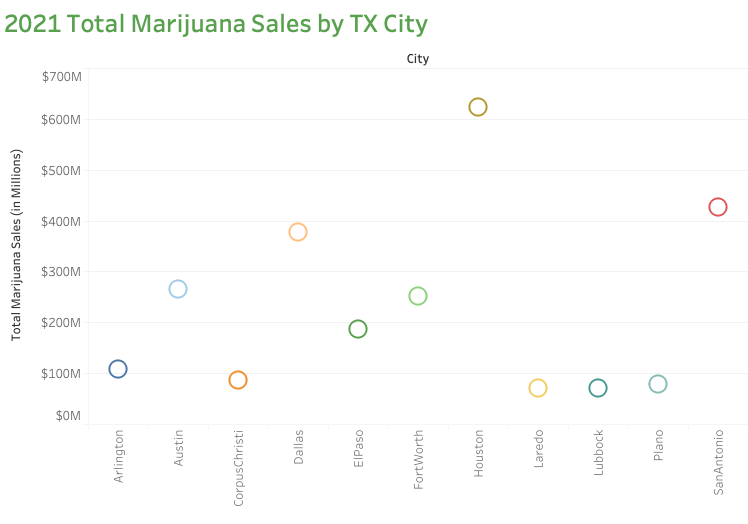 2021 Total Marijuana Sales by TX City
City
$700M
$600M
$500M
$400M
$300M
$200M
$100M
$0M
Total Marijuana Sales (in Millions)
Arlington
Austin
CorpusChristi
Dallas
ElPaso
FortWorth
Houston
Laredo
Lubbock
Plano
SanAntonio